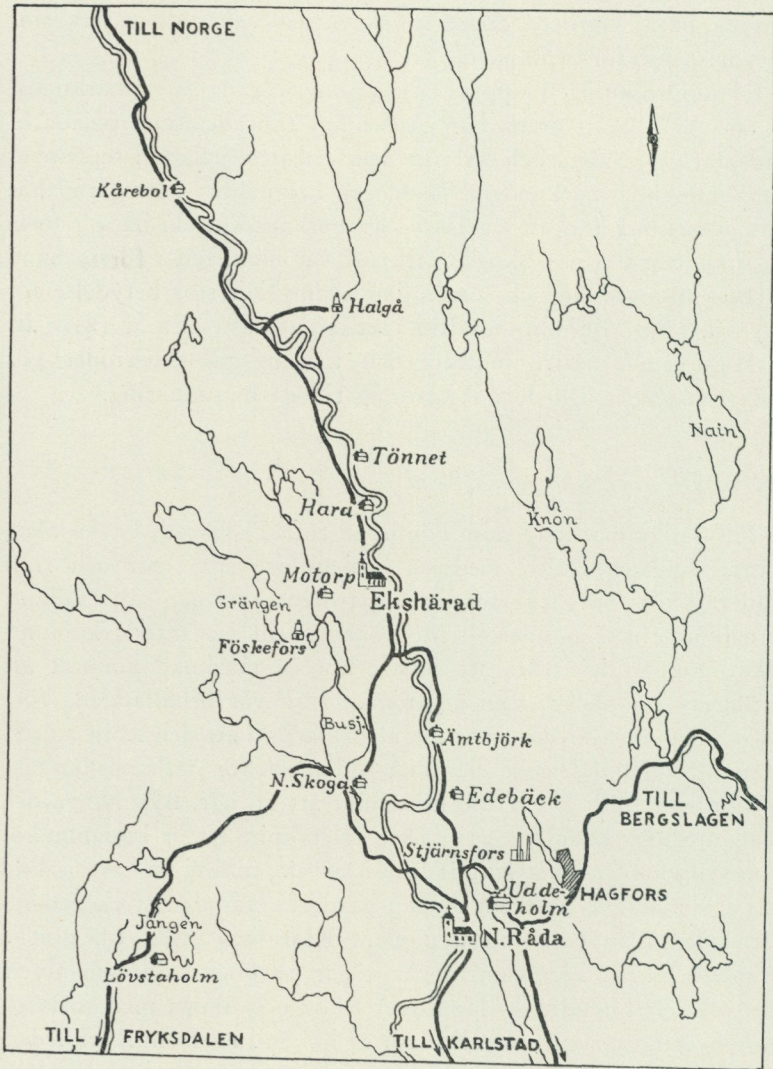 TILL NORGE
Kårebol
Halgå
Nain
Tönnet
Hara
Knon
Motorp
Grängen
Ekshärad
Föskefors
Busj.
Ämtbjörk
N.Skoga
Edebäck
TILL
BERGSLAGEN
Stjärnsfors
Udde-
holm
HAGFORS
Jangen
N.Råda
Lövstaholm
TILL FRYKSDALEN
TILL KARLSTAD